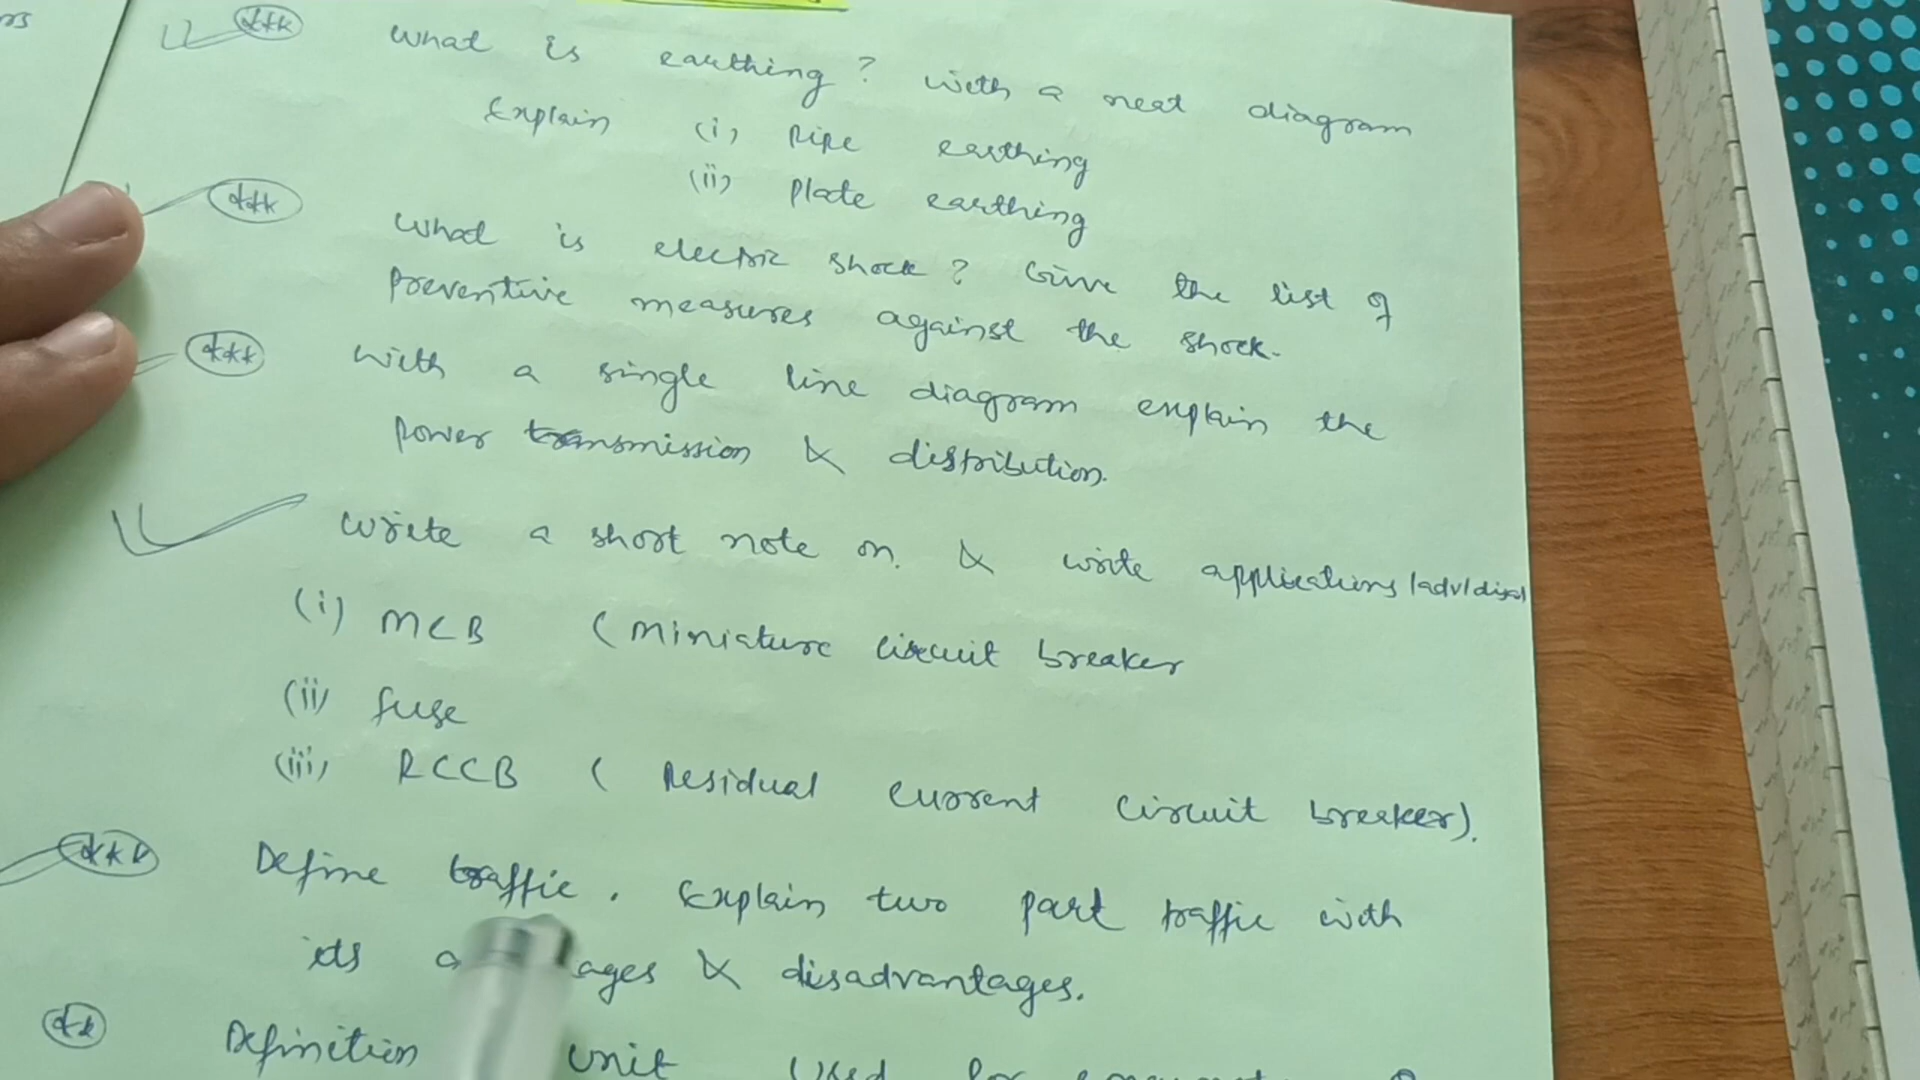 What is earthing? With a neat diagram
Explain (i) Pipe earthing
(ii) Plate earthing
What is electric shock? Give the list of
Preventive measures against the shock.
With a single line diagram explain the
Power transmission & distribution.
Write a short note on. & write applications /adv/disad
(i) MCB (Miniature circuit breaker
(ii) fuse
(iii) RCCB (Residual current circuit breaker).
Define traffic. Explain two part traffic with
its & disadvantages.
Definition unit used